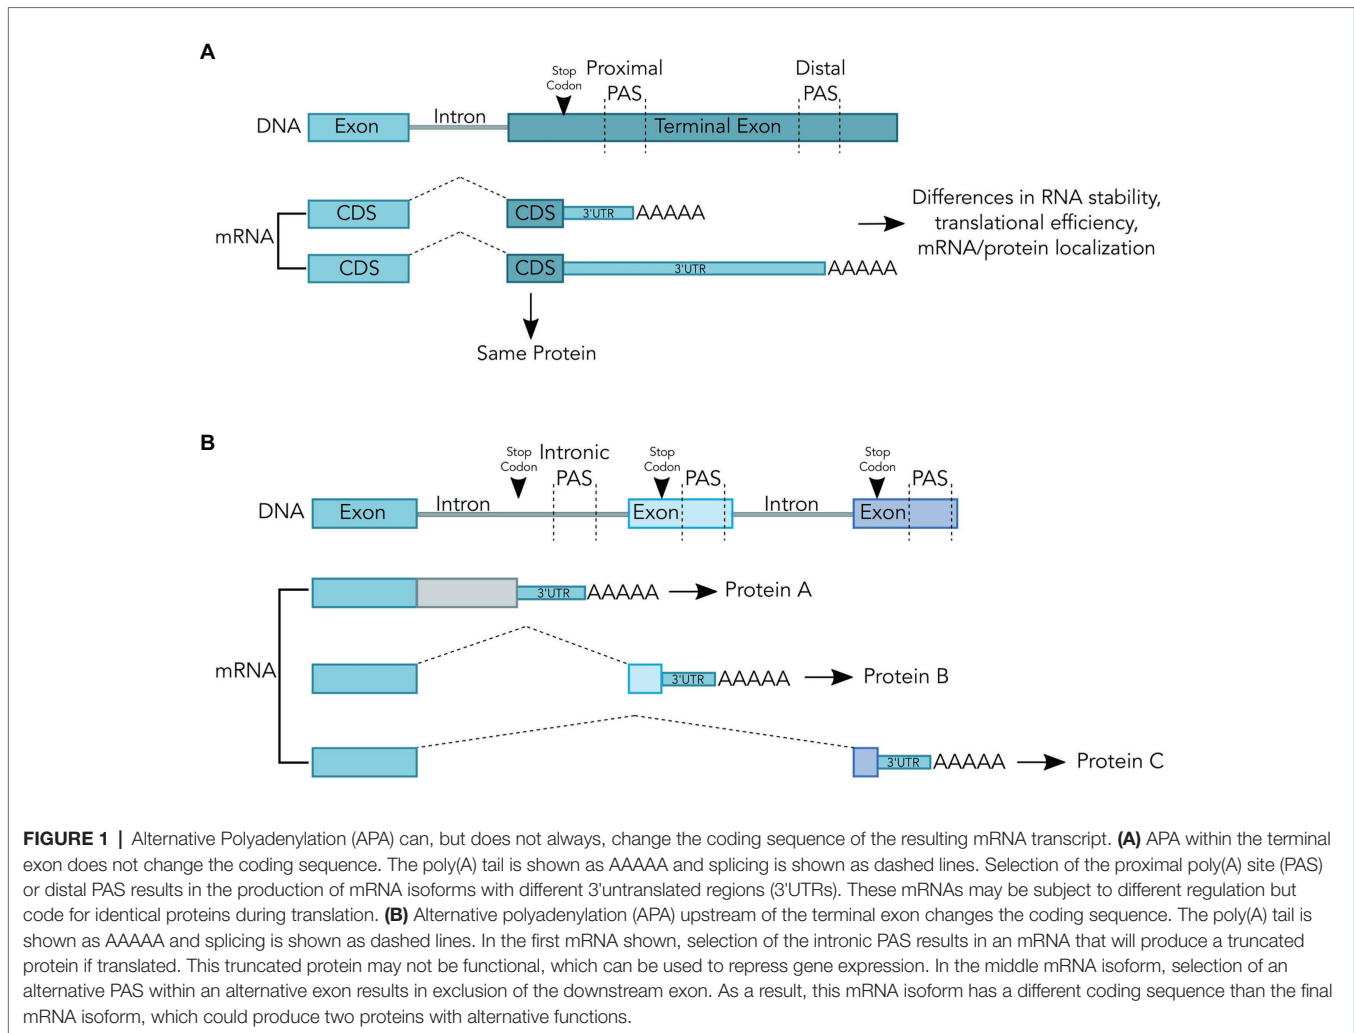 A
Stop
Codon
Proximal
PAS
Distal
PAS
DNA
Exon
Intron
Terminal Exon
mRNA
CDS
CDS
3'UTR
AAAAA
CDS
CDS
3'UTR
AAAAA
Differences in RNA stability,
translational efficiency,
mRNA/protein localization
Same Protein
B
Stop
Codon
Intronic
PAS
Stop
Codon
PAS
Stop
Codon
PAS
DNA
Exon
Intron
Exon
Intron
Exon
mRNA
3'UTR
AAAAA
Protein A
3'UTR
AAAAA
Protein B
3'UTR
AAAAA
Protein C
FIGURE 1 | Alternative Polyadenylation (APA) can, but does not always, change the coding sequence of the resulting mRNA transcript. (A) APA within the terminal
exon does not change the coding sequence. The poly(A) tail is shown as AAAAA and splicing is shown as dashed lines. Selection of the proximal poly(A) site (PAS)
or distal PAS results in the production of mRNA isoforms with different 3'untranslated regions (3'UTRs). These mRNAs may be subject to different regulation but
code for identical proteins during translation. (B) Alternative polyadenylation (APA) upstream of the terminal exon changes the coding sequence. The poly(A) tail is
shown as AAAAA and splicing is shown as dashed lines. In the first mRNA shown, selection of the intronic PAS results in an mRNA that will produce a truncated
protein if translated. This truncated protein may not be functional, which can be used to repress gene expression. In the middle mRNA isoform, selection of an
alternative PAS within an alternative exon results in exclusion of the downstream exon. As a result, this mRNA isoform has a different coding sequence than the final
mRNA isoform, which could produce two proteins with alternative functions.